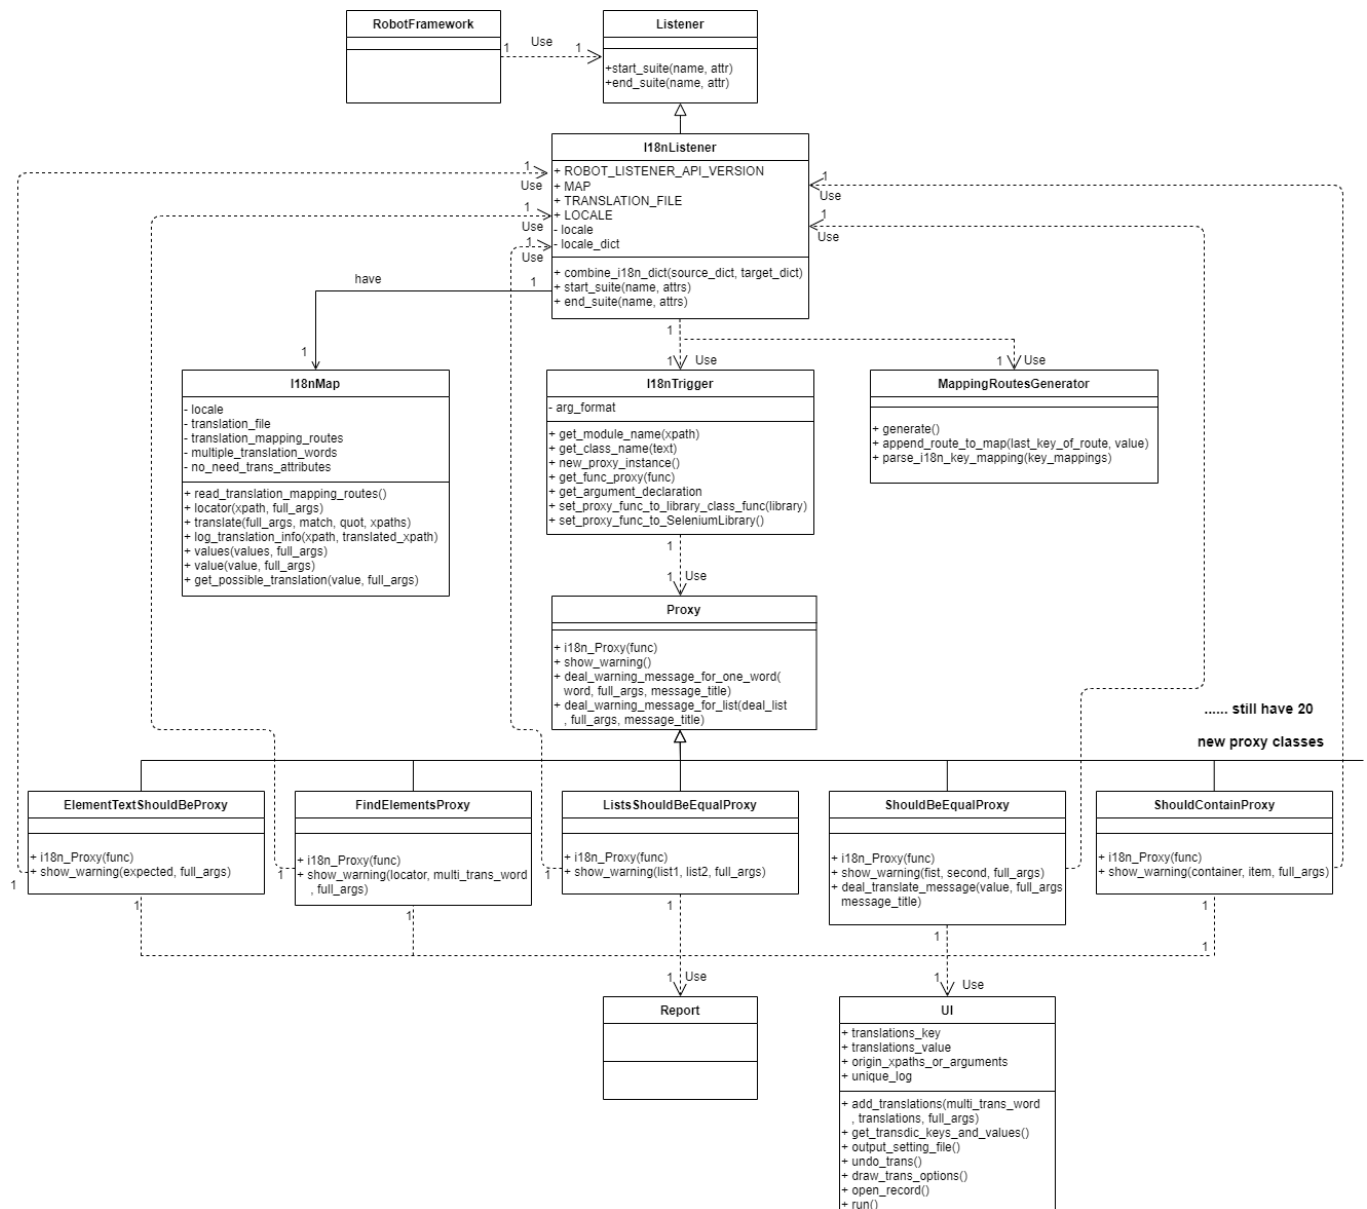 RobotFramework
Listener
1
Use
1
+start_suite(name, attr)
+end_suite(name, attr)
I18nListener
+ ROBOT_LISTENER_API_VERSION
+ MAP
+ TRANSLATION_FILE
+ LOCALE
- locale
- locale_dict
+ combine_i18n_dict(source_dict, target_dict)
+ start_suite(name, attrs)
+ end_suite(name, attrs)
1
Use
1
Use
1
Use
1
Use
1
Use
have
1
1
1
1
Use
1
Use
I18nMap
- locale
- translation_file
- translation_mapping_routes
- multiple_translation_words
- no_need_trans_attributes
+ read_translation_mapping_routes()
+ locator(xpath, full_args)
+ translate(full_args, match, quot, xpaths)
+ log_translation_info(xpath, translated_xpath)
+ values(values, full_args)
+ value(value, full_args)
+ get_possible_translation(value, full_args)
I18nTrigger
- arg_format
+ get_module_name(xpath)
+ get_class_name(text)
+ new_proxy_instance()
+ get_func_proxy(func)
+ get_argument_declaration
+ set_proxy_func_to_library_class_func(library)
+ set_proxy_func_to_SeleniumLibrary()
MappingRoutesGenerator
+ generate()
+ append_route_to_map(last_key_of_route, value)
+ parse_i18n_key_mapping(key_mappings)
1
1
Use
Proxy
+ i18n_Proxy(func)
+ show_warning()
+ deal_warning_message_for_one_word(
word, full_args, message_title)
+ deal_warning_message_for_list(deal_list
, full_args, message_title)
...... still have 20
new proxy classes
ElementTextShouldBeProxy
+ i18n_Proxy(func)
+ show_warning(expected, full_args)
1
1
FindElementsProxy
+ i18n_Proxy(func)
+ show_warning(locator, multi_trans_word
, full_args)
1
1
ListsShouldBeEqualProxy
+ i18n_Proxy(func)
+ show_warning(list1, list2, full_args)
1
1
ShouldBeEqualProxy
+ i18n_Proxy(func)
+ show_warning(fist, second, full_args)
+ deal_translate_message(value, full_args
message_title)
1
ShouldContainProxy
+ i18n_Proxy(func)
+ show_warning(container, item, full_args)
1
1
1
Use
1
Use
Report
UI
+ translations_key
+ translations_value
+ origin_xpaths_or_arguments
+ unique_log
+ add_translations(multi_trans_word
, translations, full_args)
+ get_transdic_keys_and_values()
+ output_setting_file()
+ undo_trans()
+ draw_trans_options()
+ open_record()
+ run()